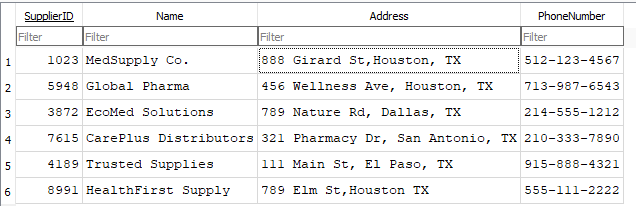 SupplierID Name Address PhoneNumber
Filter Filter Filter Filter
1 1023 MedSupply Co. 888 Girard St,Houston, TX 512-123-4567
2 5948 Global Pharma 456 Wellness Ave, Houston, TX 713-987-6543
3 3872 EcoMed Solutions 789 Nature Rd, Dallas, TX 214-555-1212
4 7615 CarePlus Distributors 321 Pharmacy Dr, San Antonio, TX 210-333-7890
5 4189 Trusted Supplies 111 Main St, El Paso, TX 915-888-4321
6 8991 HealthFirst Supply 789 Elm St,Houston TX 555-111-2222